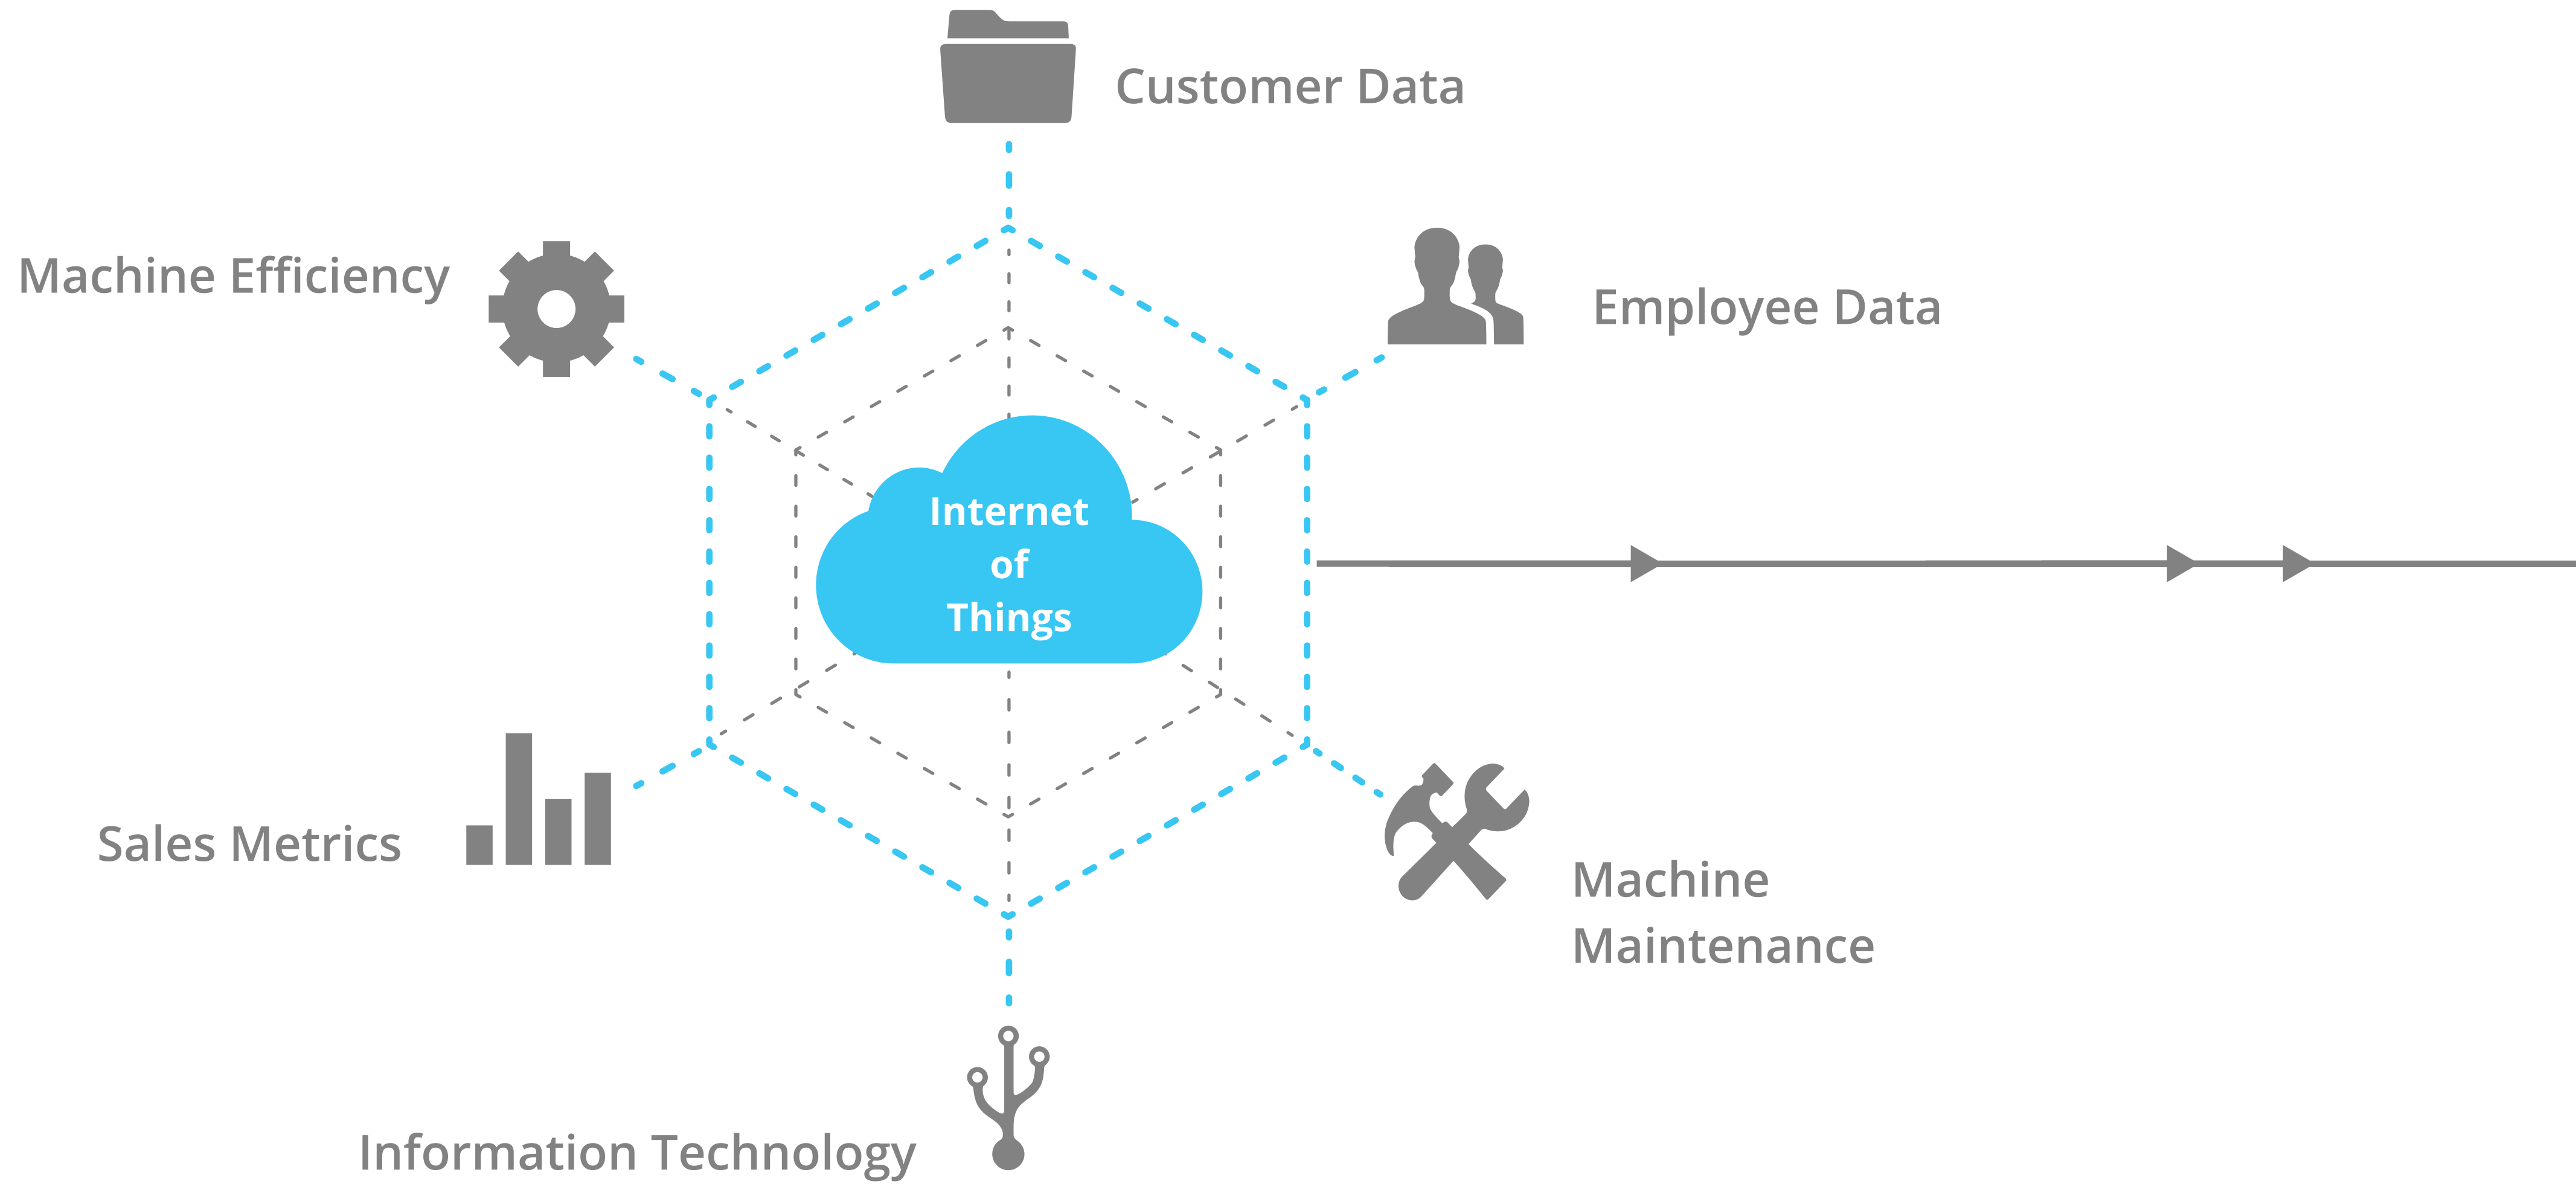 Customer Data
Machine Efficiency
Employee Data
Internet
of
Things
Sales Metrics
Machine
Maintenance
Information Technology